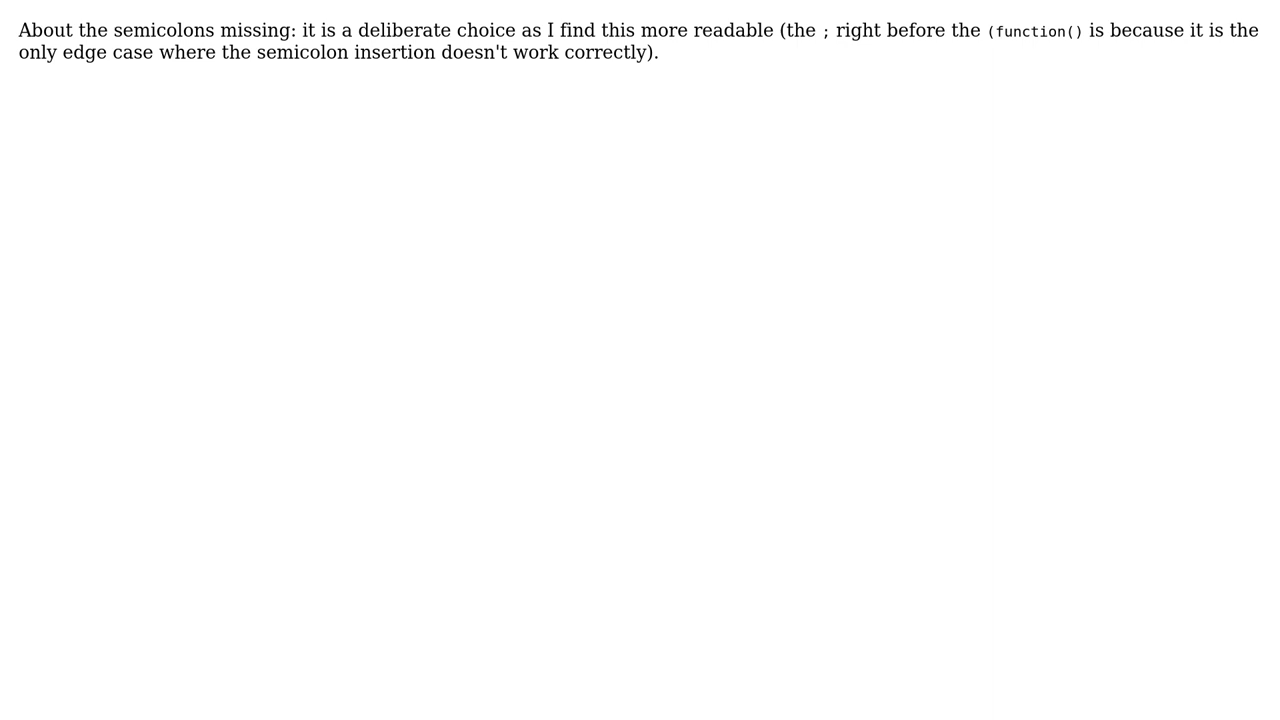 About the semicolons missing: it is a deliberate choice as I find this more readable (the ; right before the (function() is because it is the
only edge case where the semicolon insertion doesn't work correctly).